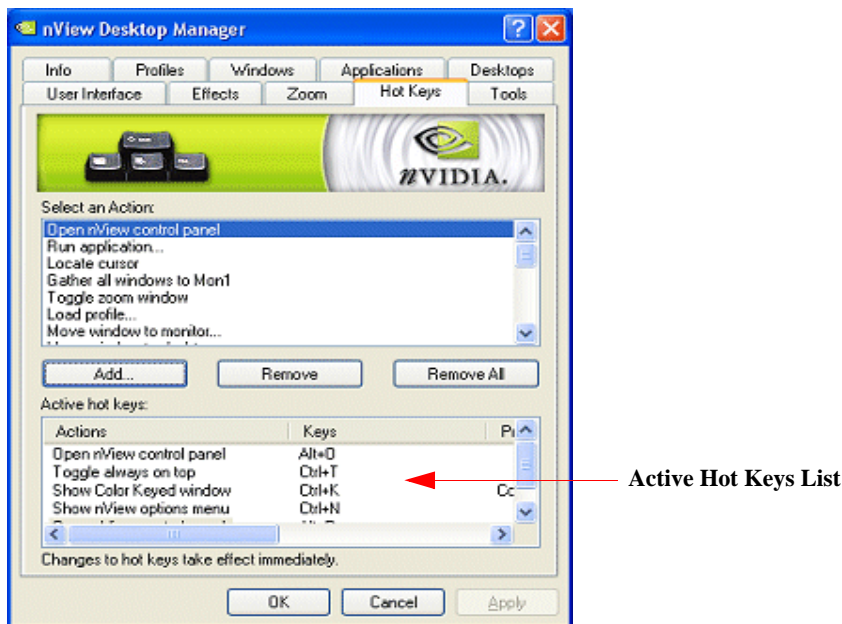 nView Desktop Manager
Info Profiles Windows Applications Desktops
User Interface Effects Zoom Hot Keys Tools
nVIDIA.
Select an Action:
Open nView control panel
Run application...
Locate cursor
Gather all windows to Mon1
Toggle zoom window
Load profile...
Move window to monitor...
Add... Remove Remove All
Active hot keys:
Actions Keys
Open nView control panel Alt+O
Toggle always on top Ctrl+T
Show Color Keyed window Ctrl+K
Show nView options menu Ctrl+N
Active Hot Keys List
Changes to hot keys take effect immediately.
OK Cancel Apply